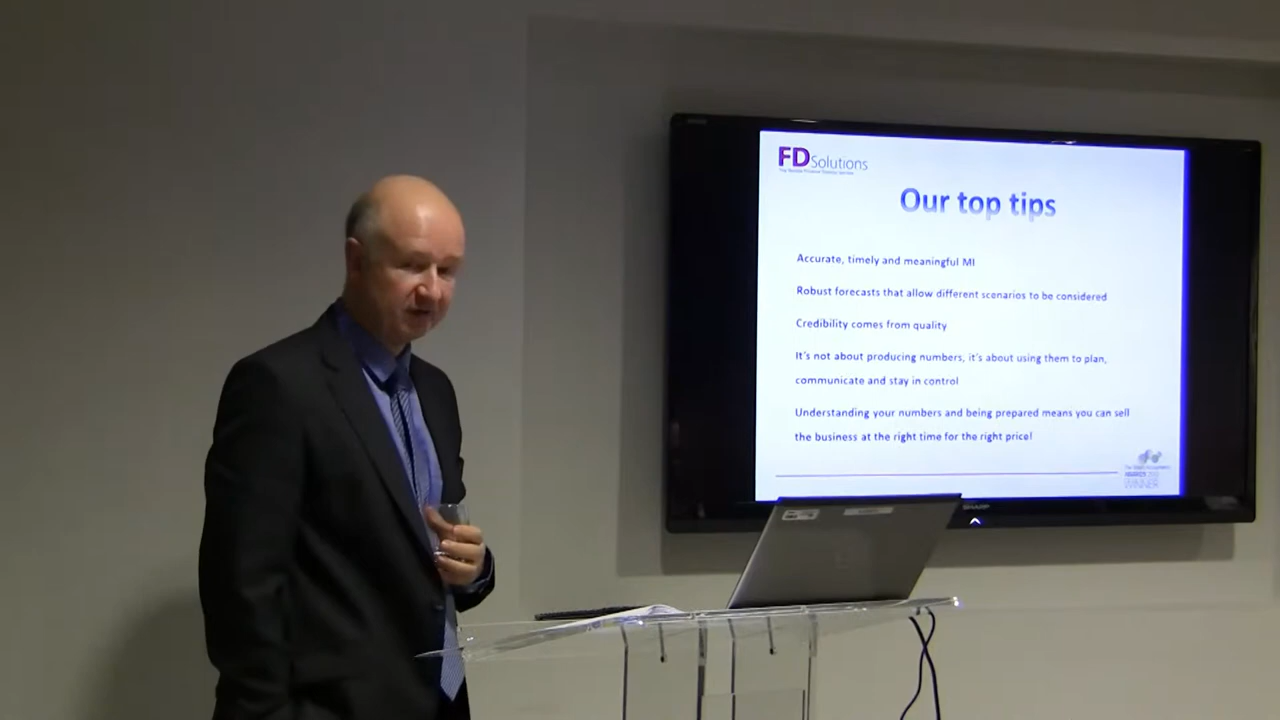 FDSolutions
Our top tips
Accurate, timely and meaningful MI
Robust forecasts that allow different scenarios to be considered
Credibility comes from quality
It's not about producing numbers, it's about using them to plan,
communicate and stay in control
Understanding your numbers and being prepared means you can sell
the business at the right time for the right price!
WINNER
SHARP